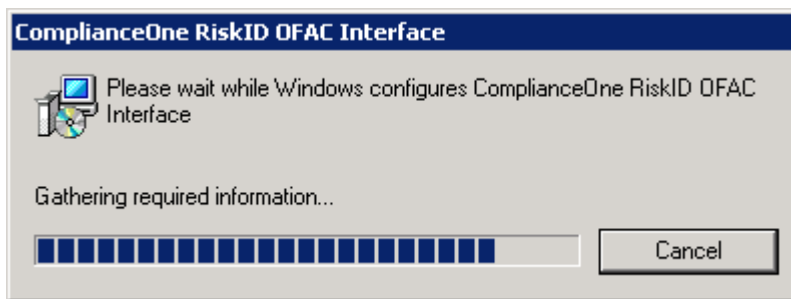 ComplianceOne RiskID OFAC Interface
Please wait while Windows configures ComplianceOne RiskID OFAC
Interface
Gathering required information...
Cancel